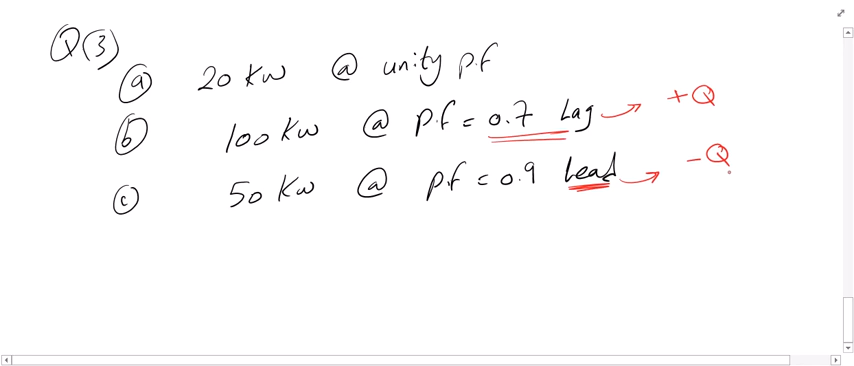 Q(3)
(a) 20 Kw @ unity p.f
(b) 100 Kw @ p.f = 0.7 Lag → +Q
(c) 50 Kw @ p.f = 0.9 Lead → -Q